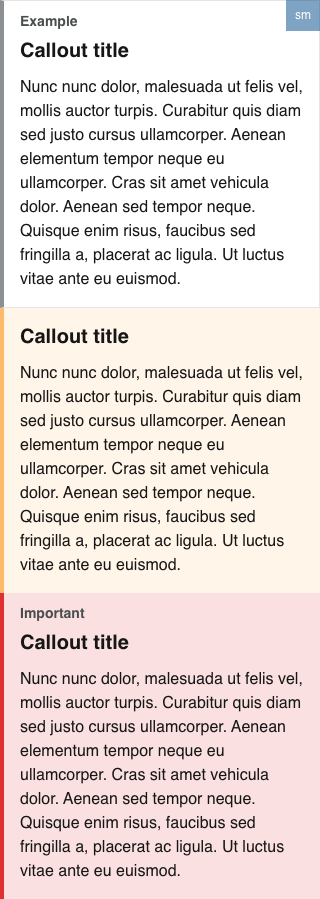 Example
sm
Callout title
Nunc nunc dolor, malesuada ut felis vel,
mollis auctor turpis. Curabitur quis diam
sed justo cursus ullamcorper. Aenean
elementum tempor neque eu
ullamcorper. Cras sit amet vehicula
dolor. Aenean sed tempor neque.
Quisque enim risus, faucibus sed
fringilla a, placerat ac ligula. Ut luctus
vitae ante eu euismod.
Callout title
Nunc nunc dolor, malesuada ut felis vel,
mollis auctor turpis. Curabitur quis diam
sed justo cursus ullamcorper. Aenean
elementum tempor neque eu
ullamcorper. Cras sit amet vehicula
dolor. Aenean sed tempor neque.
Quisque enim risus, faucibus sed
fringilla a, placerat ac ligula. Ut luctus
vitae ante eu euismod.
Important
Callout title
Nunc nunc dolor, malesuada ut felis vel,
mollis auctor turpis. Curabitur quis diam
sed justo cursus ullamcorper. Aenean
elementum tempor neque eu
ullamcorper. Cras sit amet vehicula
dolor. Aenean sed tempor neque.
Quisque enim risus, faucibus sed
fringilla a, placerat ac ligula. Ut luctus
vitae ante eu euismod.